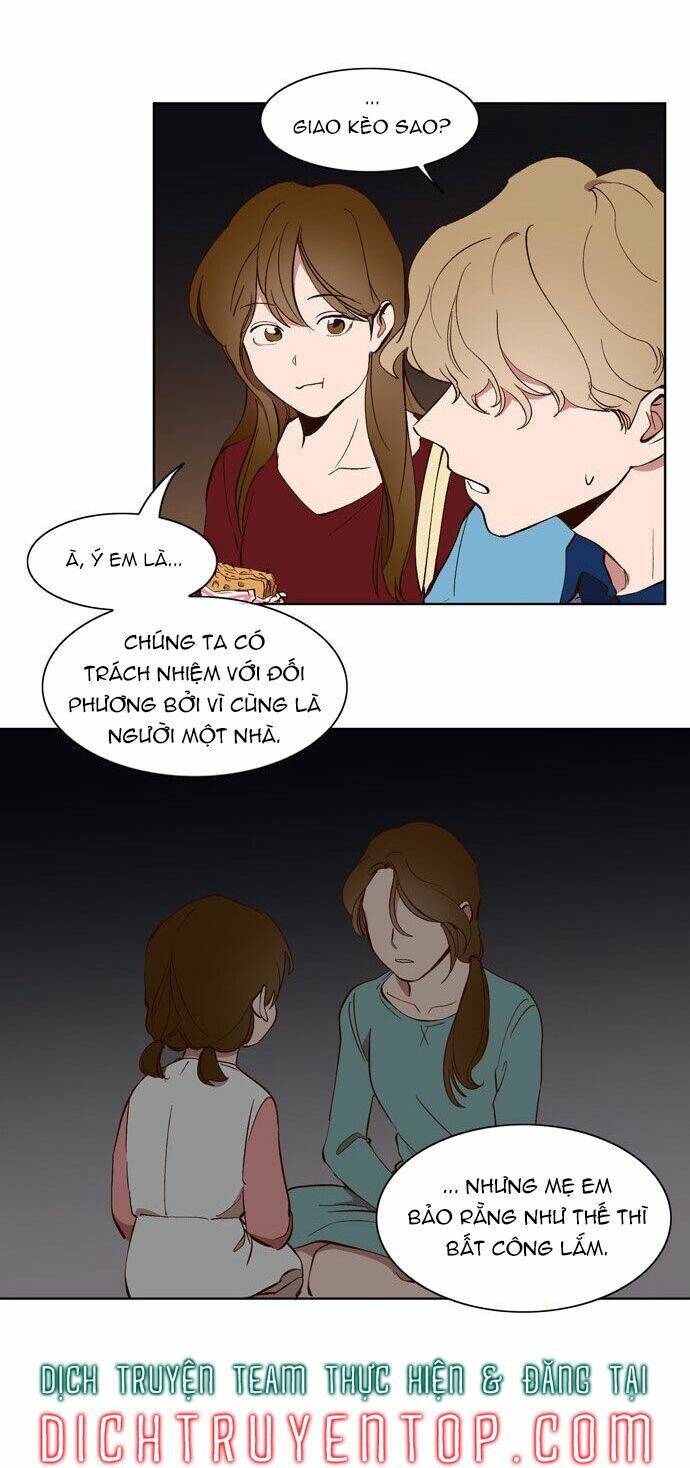 ...
GIAO KÈO SAO?
À, Ý EM LÀ...
CHÚNG TA CÓ
TRÁCH NHIỆM VỚI ĐỐI
PHƯƠNG BỞI VÌ CÙNG LÀ
NGƯỜI MỘT NHÀ.
... NHƯNG MẸ EM
BẢO RẰNG NHƯ THẾ THÌ
BẤT CÔNG LẮM.
DỊCH TRUYỆN TEAM THỰC HIỆN & ĐĂNG TẠI
DICHTRUYENTOP.COM